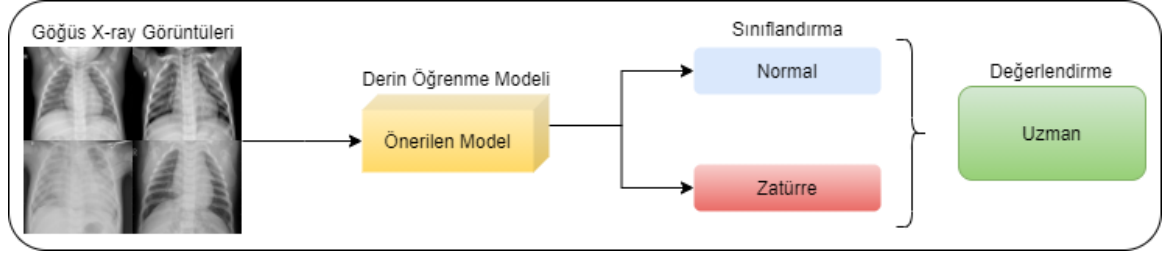 Göğüs X-ray Görüntüleri
Derin Öğrenme Modeli
Önerilen Model
Sınıflandırma
Normal
Zatürre
Değerlendirme
Uzman